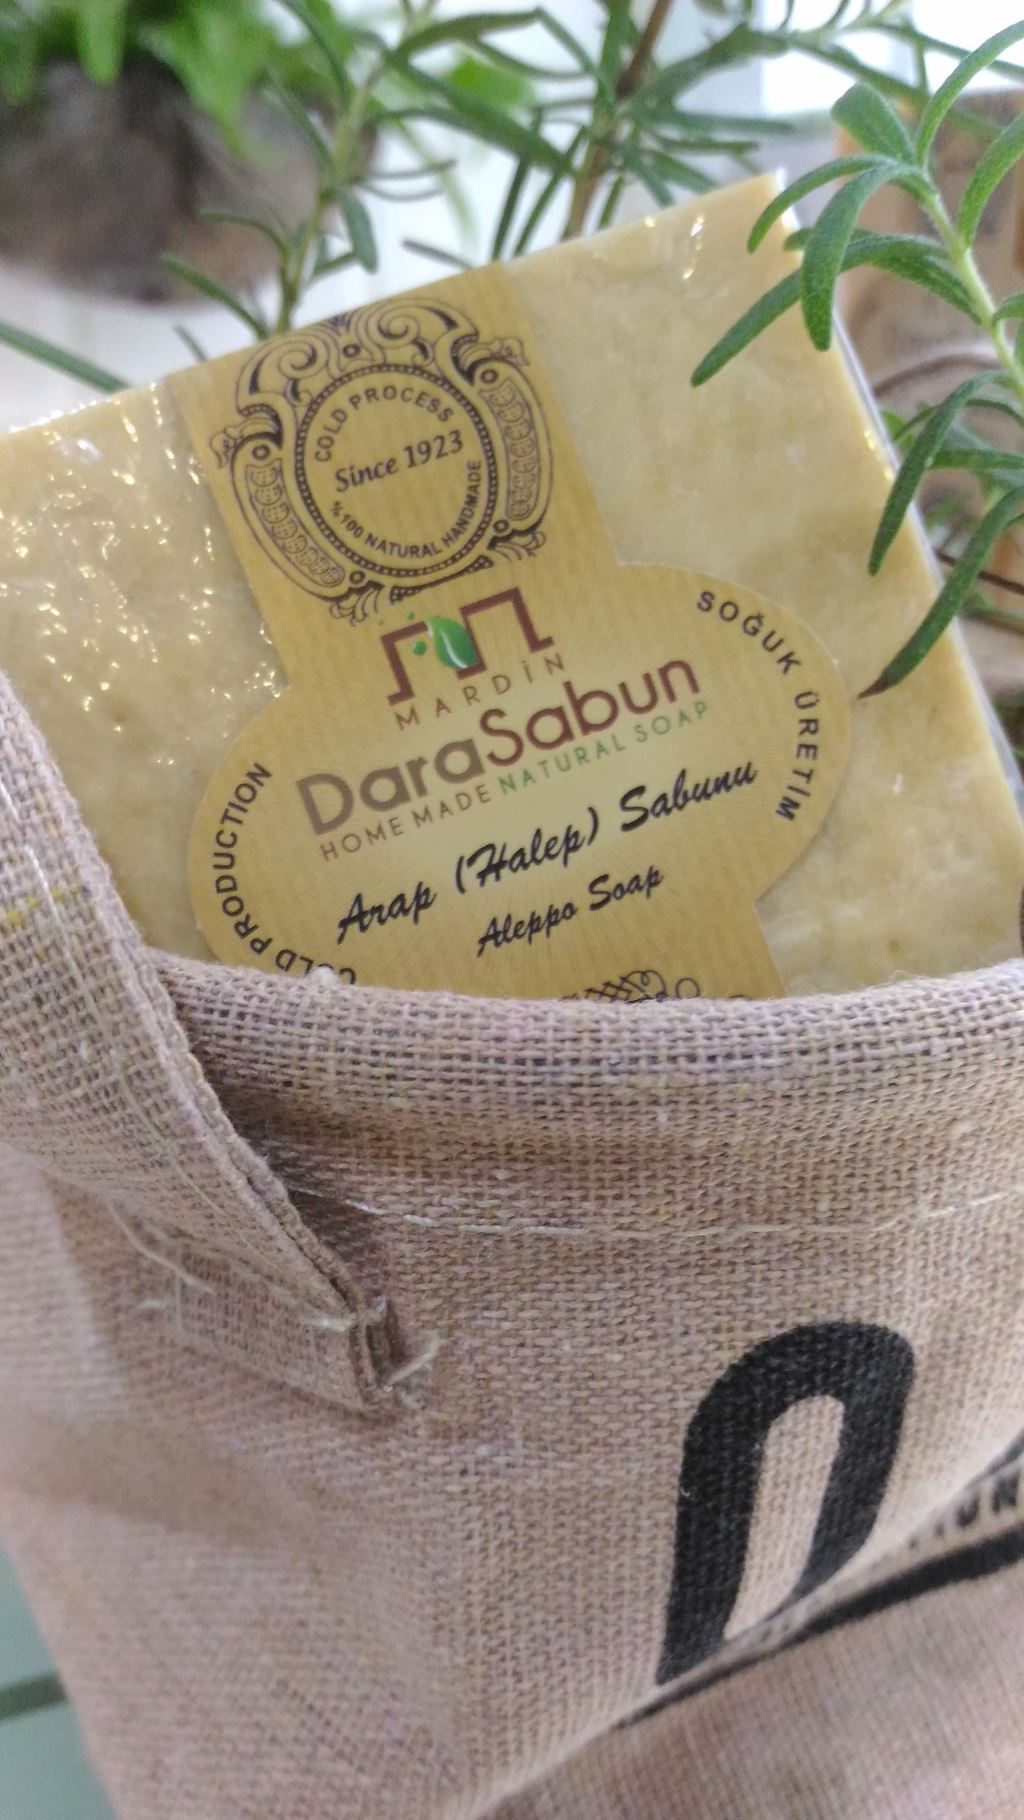 COLD PROCESS
Since 1923
%100 NATURAL HANDMADE
MARDİN
DaraSabun
HOME MADE NATURAL SOAP
Arap (Halep) Sabunu
Aleppo Soap
COLD PRODUCTION
SOĞUK ÜRETİM